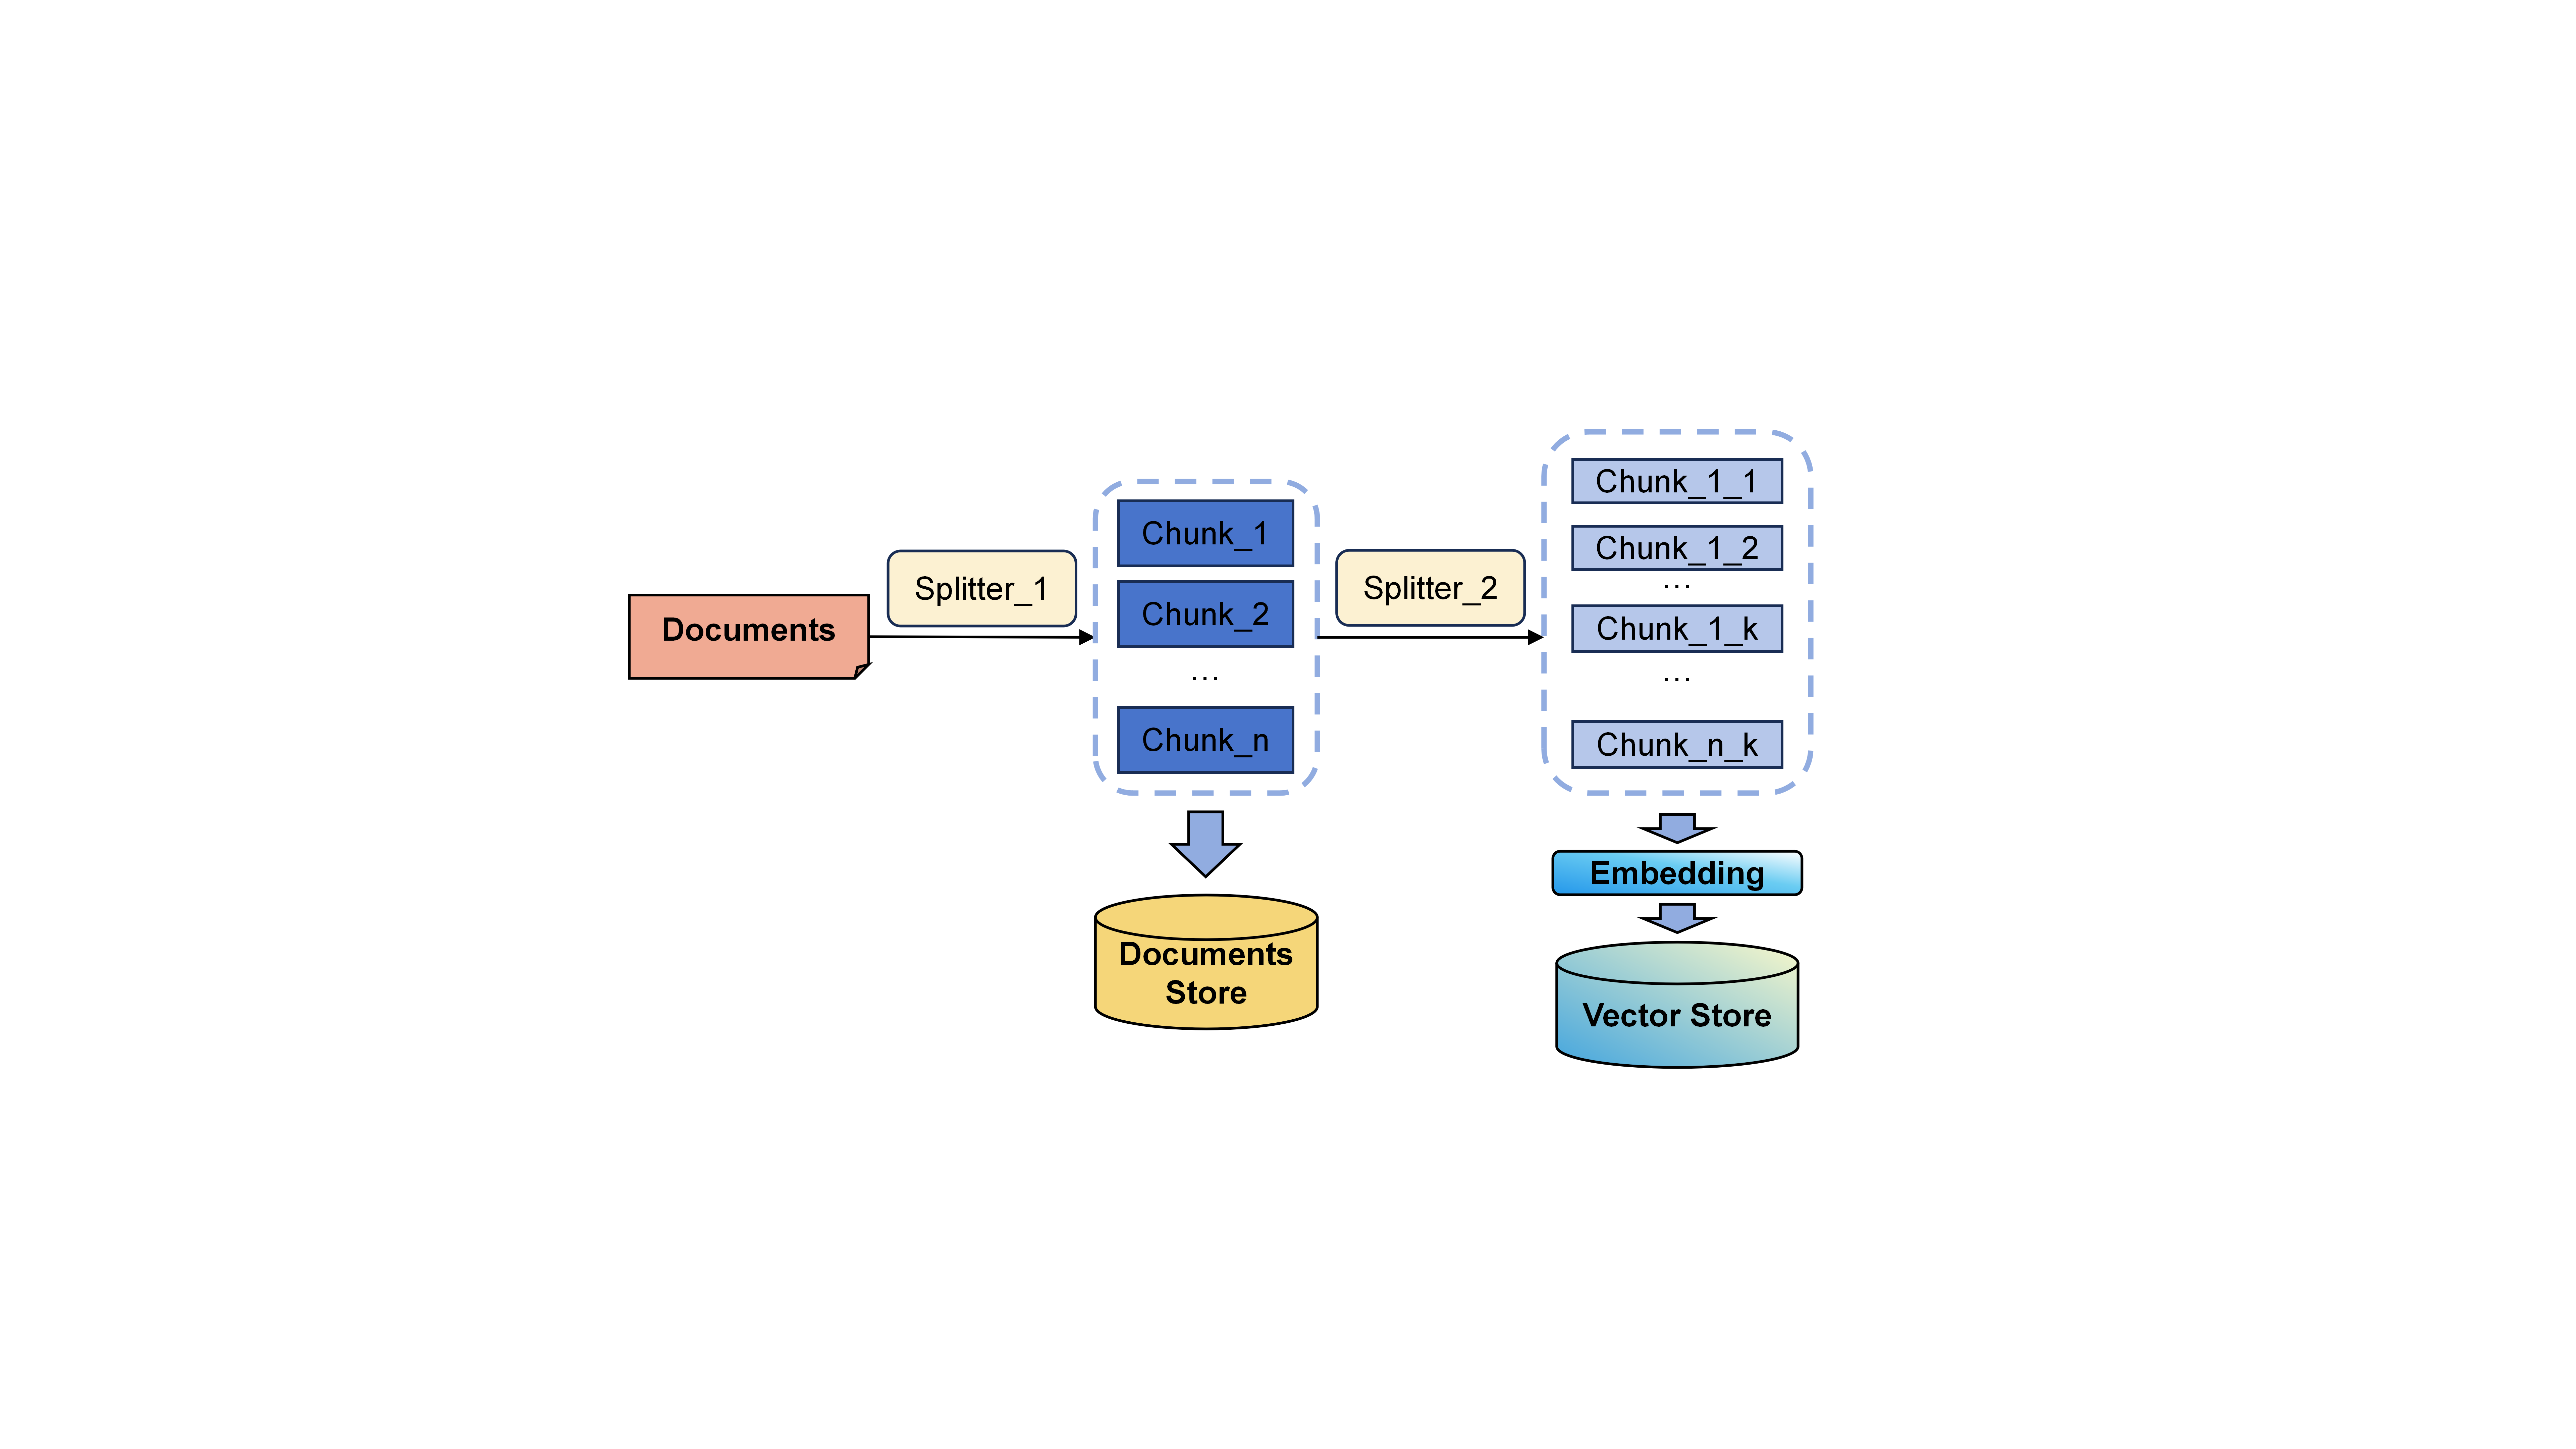 Documents
Splitter_1
Chunk_1
Chunk_2
...
Chunk_n
Documents
Store
Splitter_2
Chunk_1_1
Chunk_1_2
...
Chunk_1_k
...
Chunk_n_k
Embedding
Vector Store